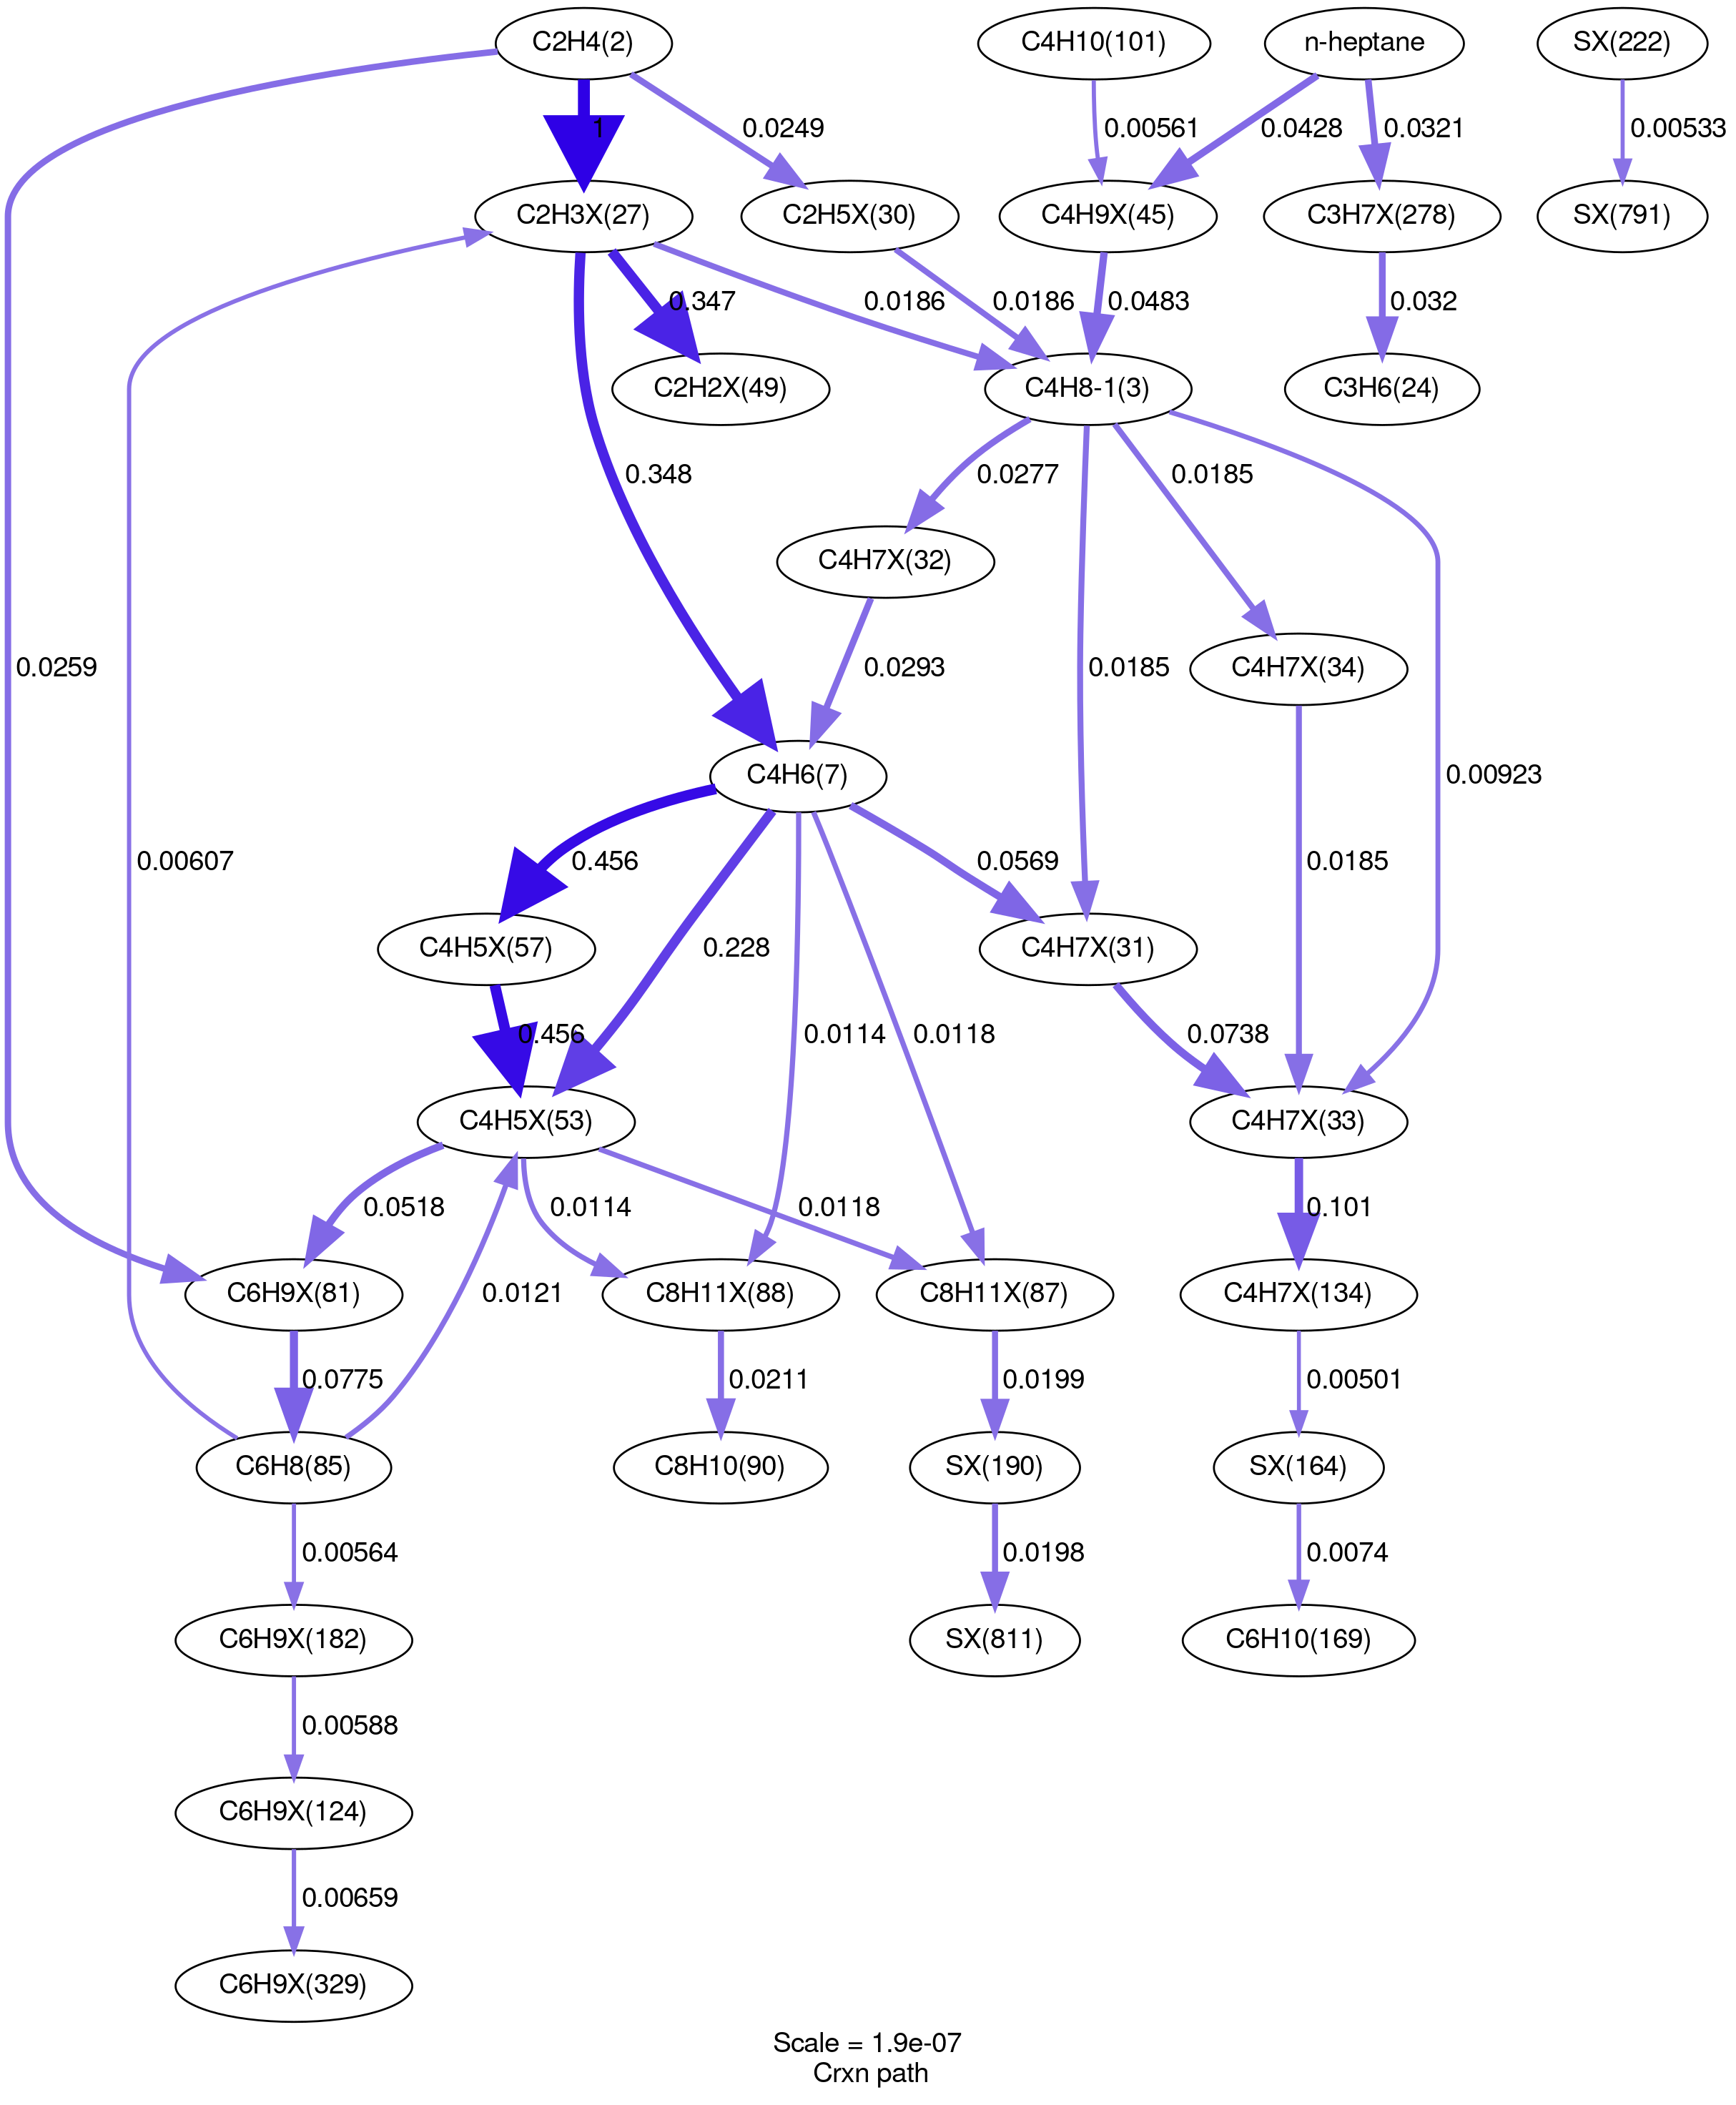 C2H4(2)
C4H10(101)
n-heptane
SX(222)
1
0.0249
0.00561
0.0428
0.0321
0.00533
C2H3X(27)
C2H5X(30)
C4H9X(45)
C3H7X(278)
SX(791)
0.347
0.0186
0.0186
0.0483
0.032
C2H2X(49)
C4H8-1(3)
C3H6(24)
0.348
0.0277
0.0185
C4H7X(32)
0.0259
0.0293
0.0185
C4H7X(34)
C4H6(7)
0.00923
0.00607
0.456
0.228
0.0569
0.0185
C4H5X(57)
C4H7X(31)
0.456
0.0114
0.0118
0.0738
C4H5X(53)
C4H7X(33)
0.0518
0.0114
0.0118
0.101
C6H9X(81)
C8H11X(88)
C8H11X(87)
C4H7X(134)
0.0121
0.0775
0.0211
0.0199
0.00501
C6H8(85)
C8H10(90)
SX(190)
SX(164)
0.00564
0.0198
0.0074
C6H9X(182)
SX(811)
C6H10(169)
0.00588
C6H9X(124)
0.00659
C6H9X(329)
Scale = 1.9e-07
Crxn path